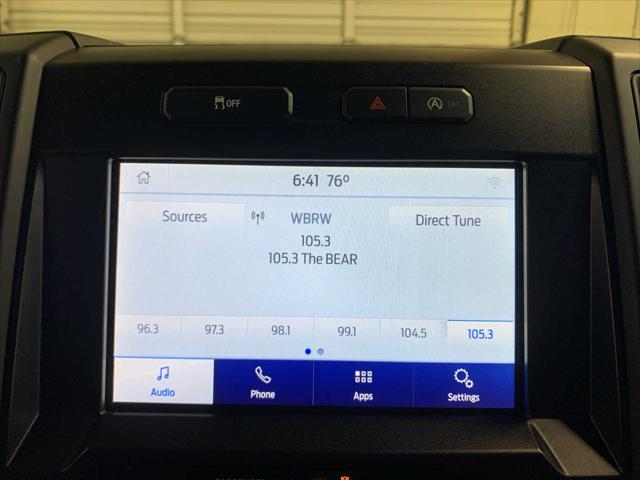 OFF
A OFF
6:41 76º
Sources WBRW Direct Tune
105.3
105.3 The BEAR
96.3 97.3 98.1 99.1 104.5 105.3
Audio Phone Apps Settings